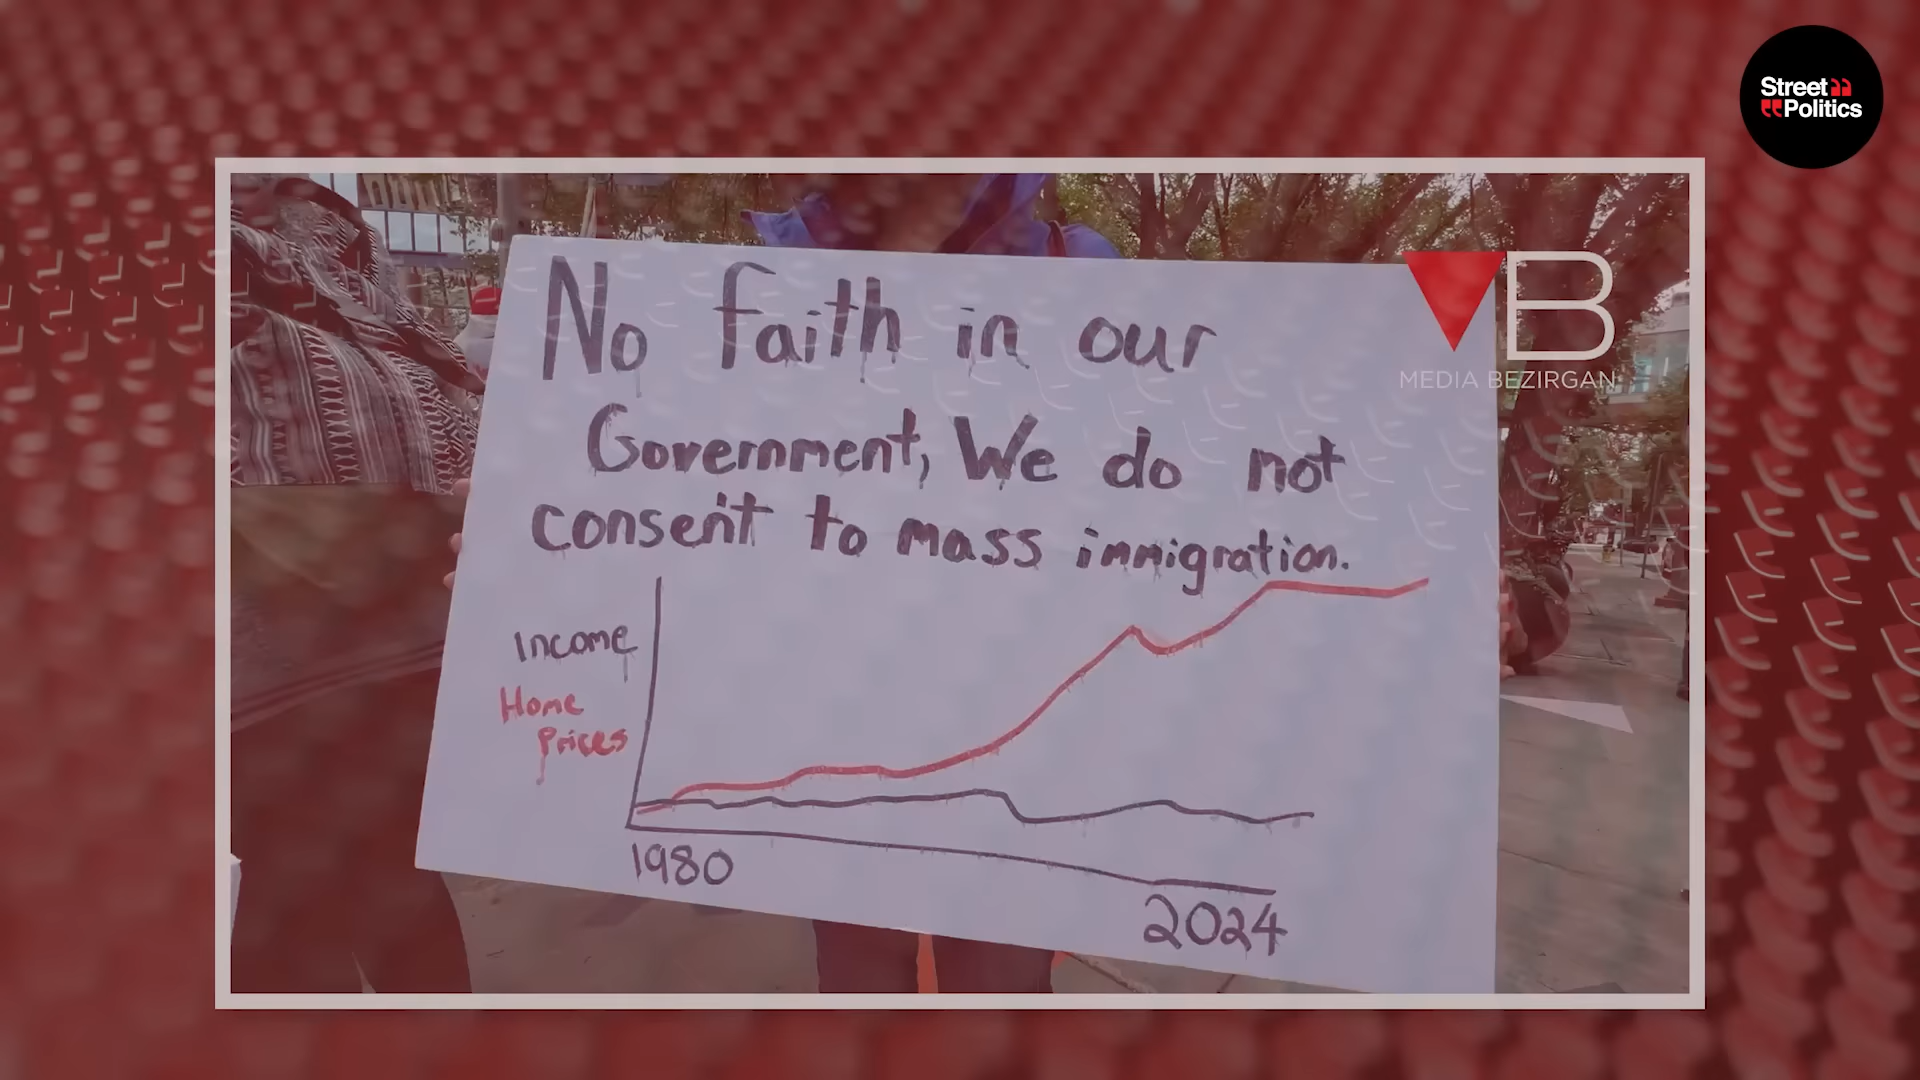 Street
Politics
No faith in our
Government, We do not
consent to mass immigration.
MEDIA BEZIRGAN
Income
Home
Prices
1980
2024